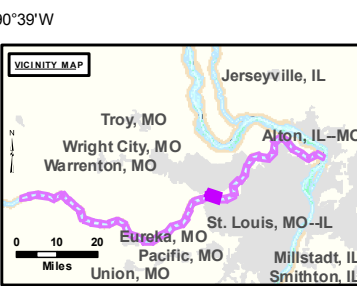 90°39'W
VICINITY MAP
Jerseyville, IL
Troy, MO
Alton, IL--MO
Wright City, MO
Warrenton, MO
N
St. Louis, MO--IL
Eureka, MO
0 10 20
Pacific, MO
Millstadt, IL
Miles
Union, MO
Smithton, IL